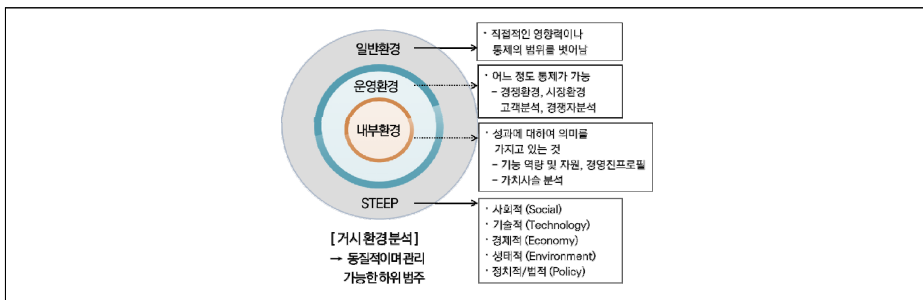 일반환경
운영환경
내부환경
STEEP
[거시 환경 분석]
→ 동질적이며 관리
가능한 하위 범주
· 직접적인 영향력이나
통제의 범위를 벗어남
· 어느 정도 통제가 가능
– 경쟁환경, 시장환경
고객분석, 경쟁자분석
· 성과에 대하여 의미를
가지고 있는 것
– 기능 역량 및 자원, 경영진프로필
– 가치사슬 분석
· 사회적 (Social)
· 기술적 (Technology)
· 경제적 (Economy)
· 생태적 (Environment)
· 정치적/법적 (Policy)